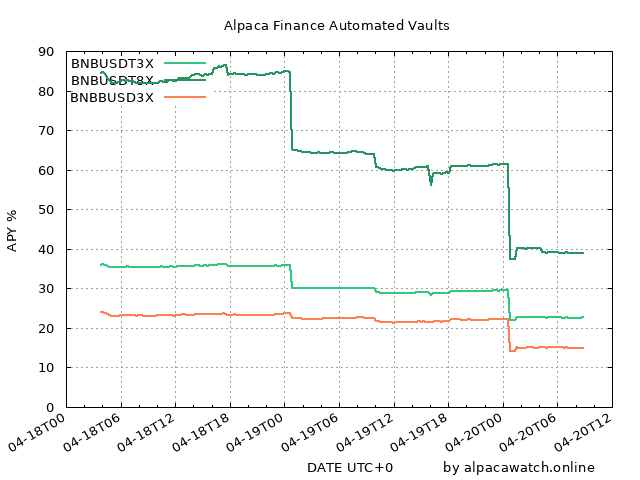 Alpaca Finance Automated Vaults
90
80
70
60
50
40
30
20
10
0
APY %
BNBUSDT3X
BNBUSDT8X
BNBBUSD3X
04-18T00
04-18T06
04-18T12
04-18T18
04-19T00
04-19T06
04-19T12
04-19T18
04-20T00
04-20T06
04-20T12
DATE UTC+0
by alpacawatch.online